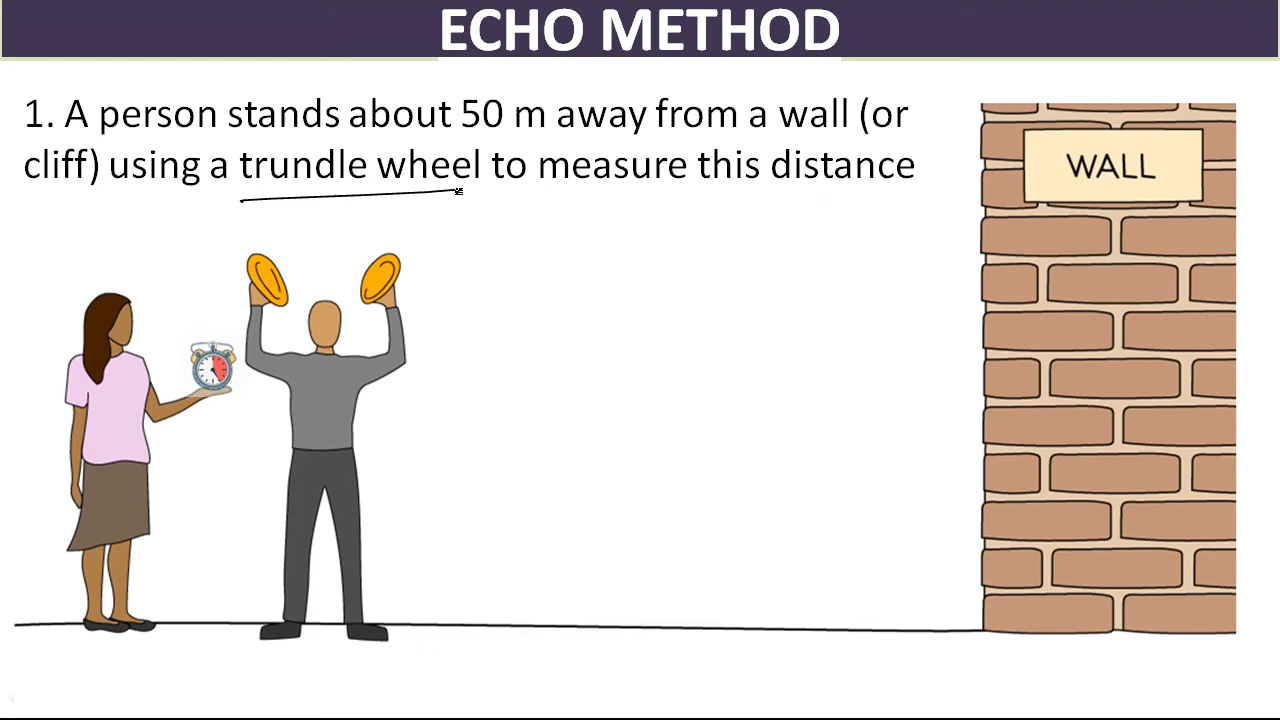 ECHO METHOD
1. A person stands about 50 m away from a wall (or
cliff) using a trundle wheel to measure this distance
WALL